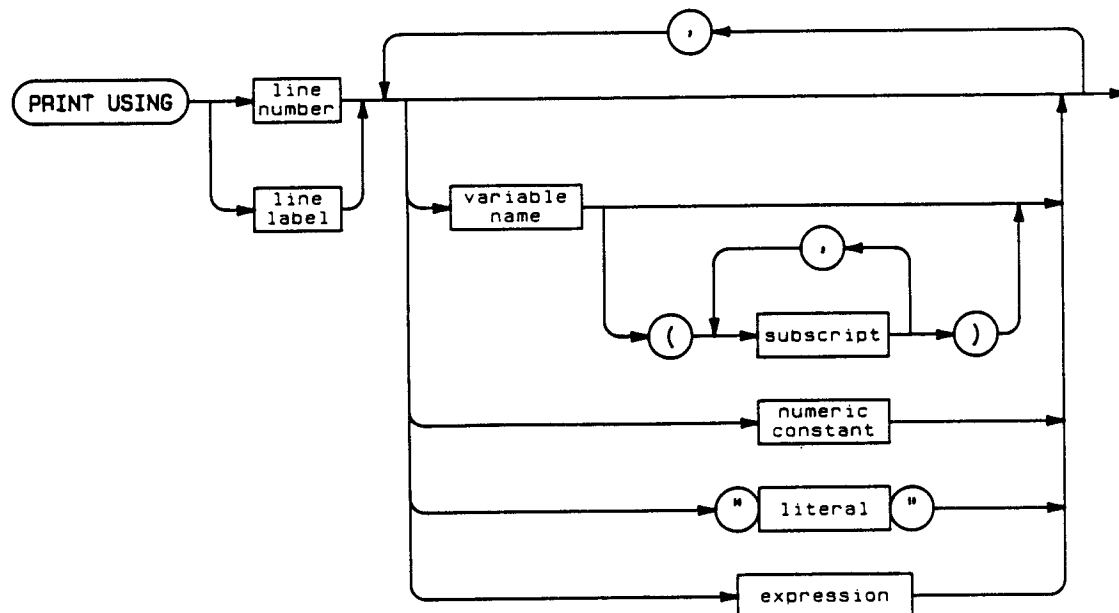 ,
PRINT USING
line
number
line
label
variable
name
,
( subscript )
numeric
constant
" literal "
expression